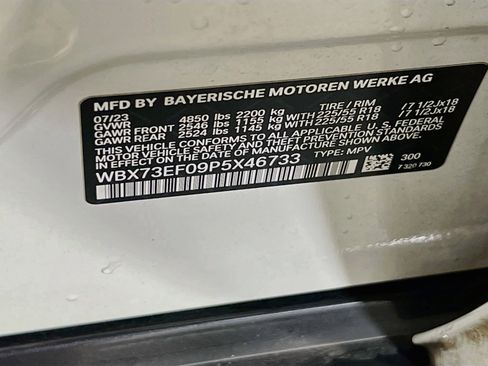 MFD BY BAYERISCHE MOTOREN WERKE AG
07/23 TIRE / RIM
GVWR 4850 lbs 2200 kg
GAWR FRONT 2546 lbs 1155 kg WITH 225/55 R18 / 7 1/2Jx18
GAWR REAR 2524 lbs 1145 kg WITH 225/55 R18 / 7 1/2Jx18
THIS VEHICLE CONFORMS TO ALL APPLICABLE U.S. FEDERAL
MOTOR VEHICLE SAFETY, BUMPER, AND THEFT PREVENTION
STANDARDS IN EFFECT ON THE DATE OF MANUFACTURE SHOWN ABOVE.
WBX73EF09P5X46733 TYPE: MPV
300
7 320 730